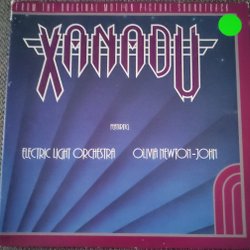 FROM THE ORIGINAL MOTION PICTURE SOUNDTRACK
XANADU
FEATURING
ELECTRIC LIGHT ORCHESTRA OLIVIA NEWTON-JOHN